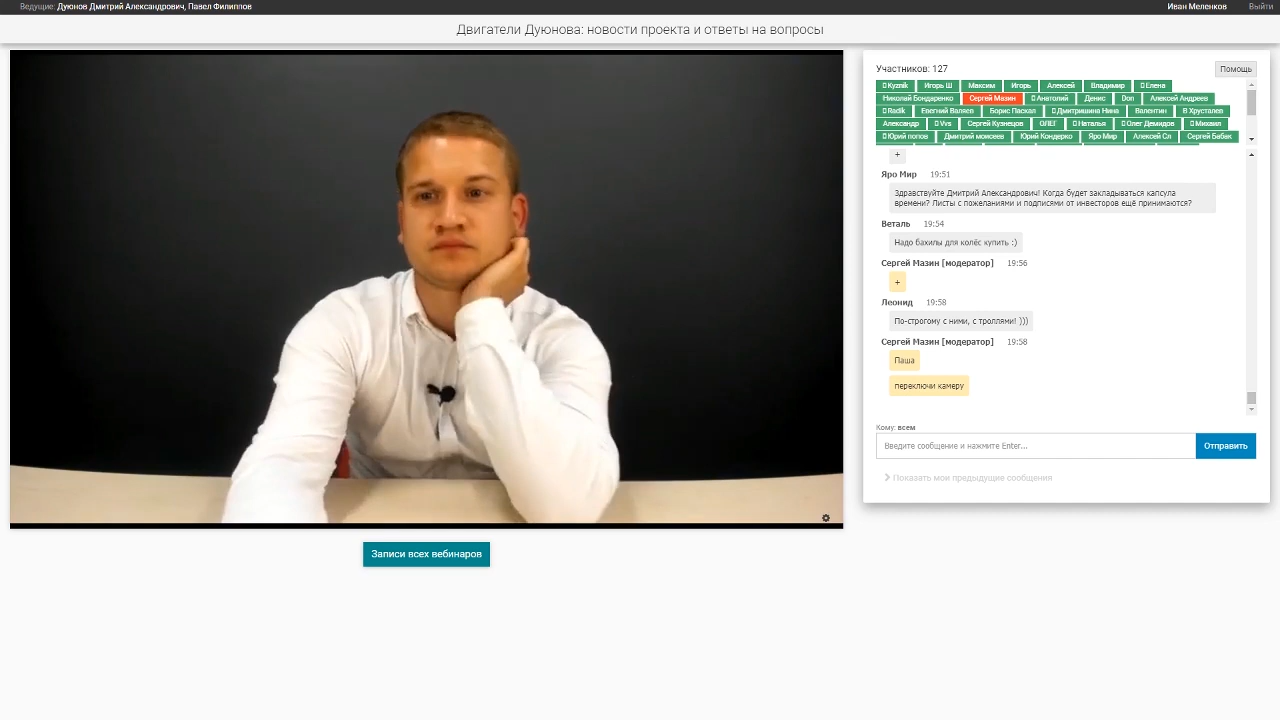 Ведущие: Дуюнов Дмитрий Александрович, Павел Филиппов
Иван Меленков Выйти
Двигатели Дуюнова: новости проекта и ответы на вопросы
Участников: 127
Помощь
Kyznik Игорь Ш Максим Игорь Алексей Владимир Елена
Николай Бондаренко Сергей Мазин Анатолий Денис Don Алексей Андреев
Radik Евгений Валяев Борис Паскал Дмитришина Нина Валентин В Хрусталев
Александр Vvs Сергей Кузнецов ОЛЕГ Наталья Олег Демидов Михаил
Юрий попов Дмитрий моисеев Юрий Кондерко Яро Мир Алексей Сл Сергей Бабак
+
Яро Мир 19:51
Здравствуйте Дмитрий Александрович! Когда будет закладываться капсула
времени? Листы с пожеланиями и подписями от инвесторов ещё принимаются?
Веталь 19:54
Надо бахилы для колёс купить :)
Сергей Мазин [модератор] 19:56
+
Леонид 19:58
По-строгому с ними, с троллями! )))
Сергей Мазин [модератор] 19:58
Паша
переключи камеру
Кому: всем
Введите сообщение и нажмите Enter...
Отправить
Показать мои предыдущие сообщения
Записи всех вебинаров